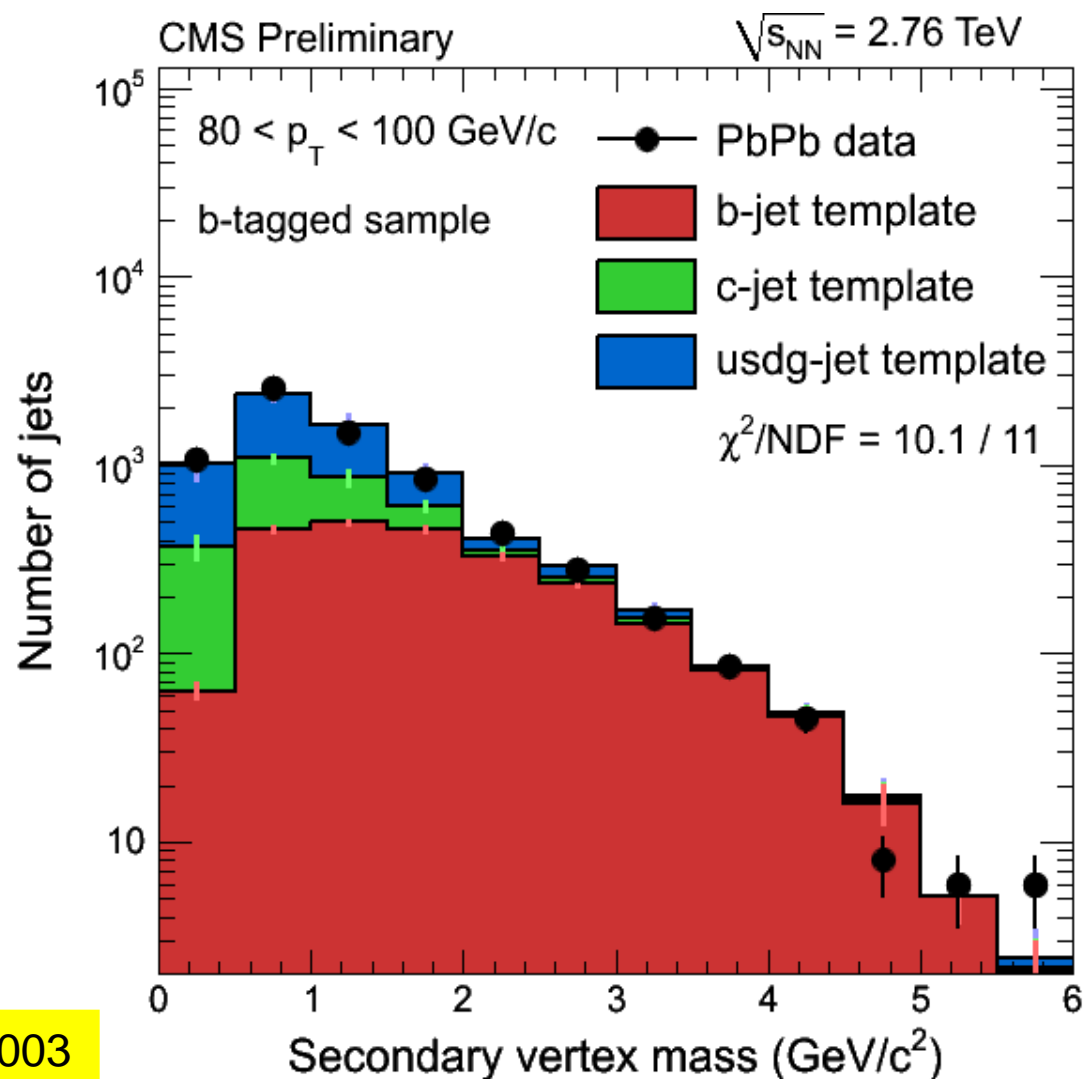 CMS Preliminary
√s_NN = 2.76 TeV
80 < p_T < 100 GeV/c
b-tagged sample
PbPb data
b-jet template
c-jet template
usdg-jet template
χ²/NDF = 10.1 / 11
Number of jets
10⁵
10⁴
10³
10²
10
0 1 2 3 4 5 6
Secondary vertex mass (GeV/c²)
003